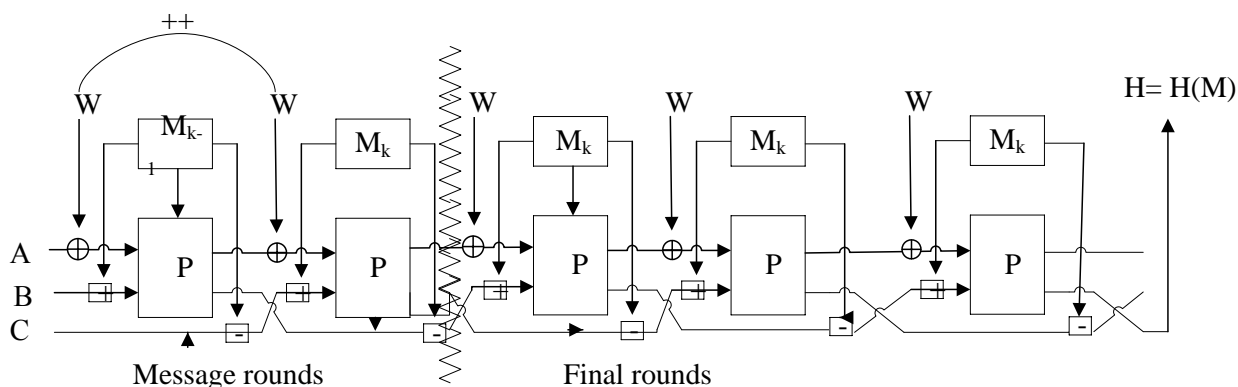 ++
W W W W W H= H(M)
M<sub>k-1</sub> M<sub>k</sub> M<sub>k</sub> M<sub>k</sub> M<sub>k</sub>
A P P P P P
+ + + + +
B
C - - - - -
Message rounds Final rounds